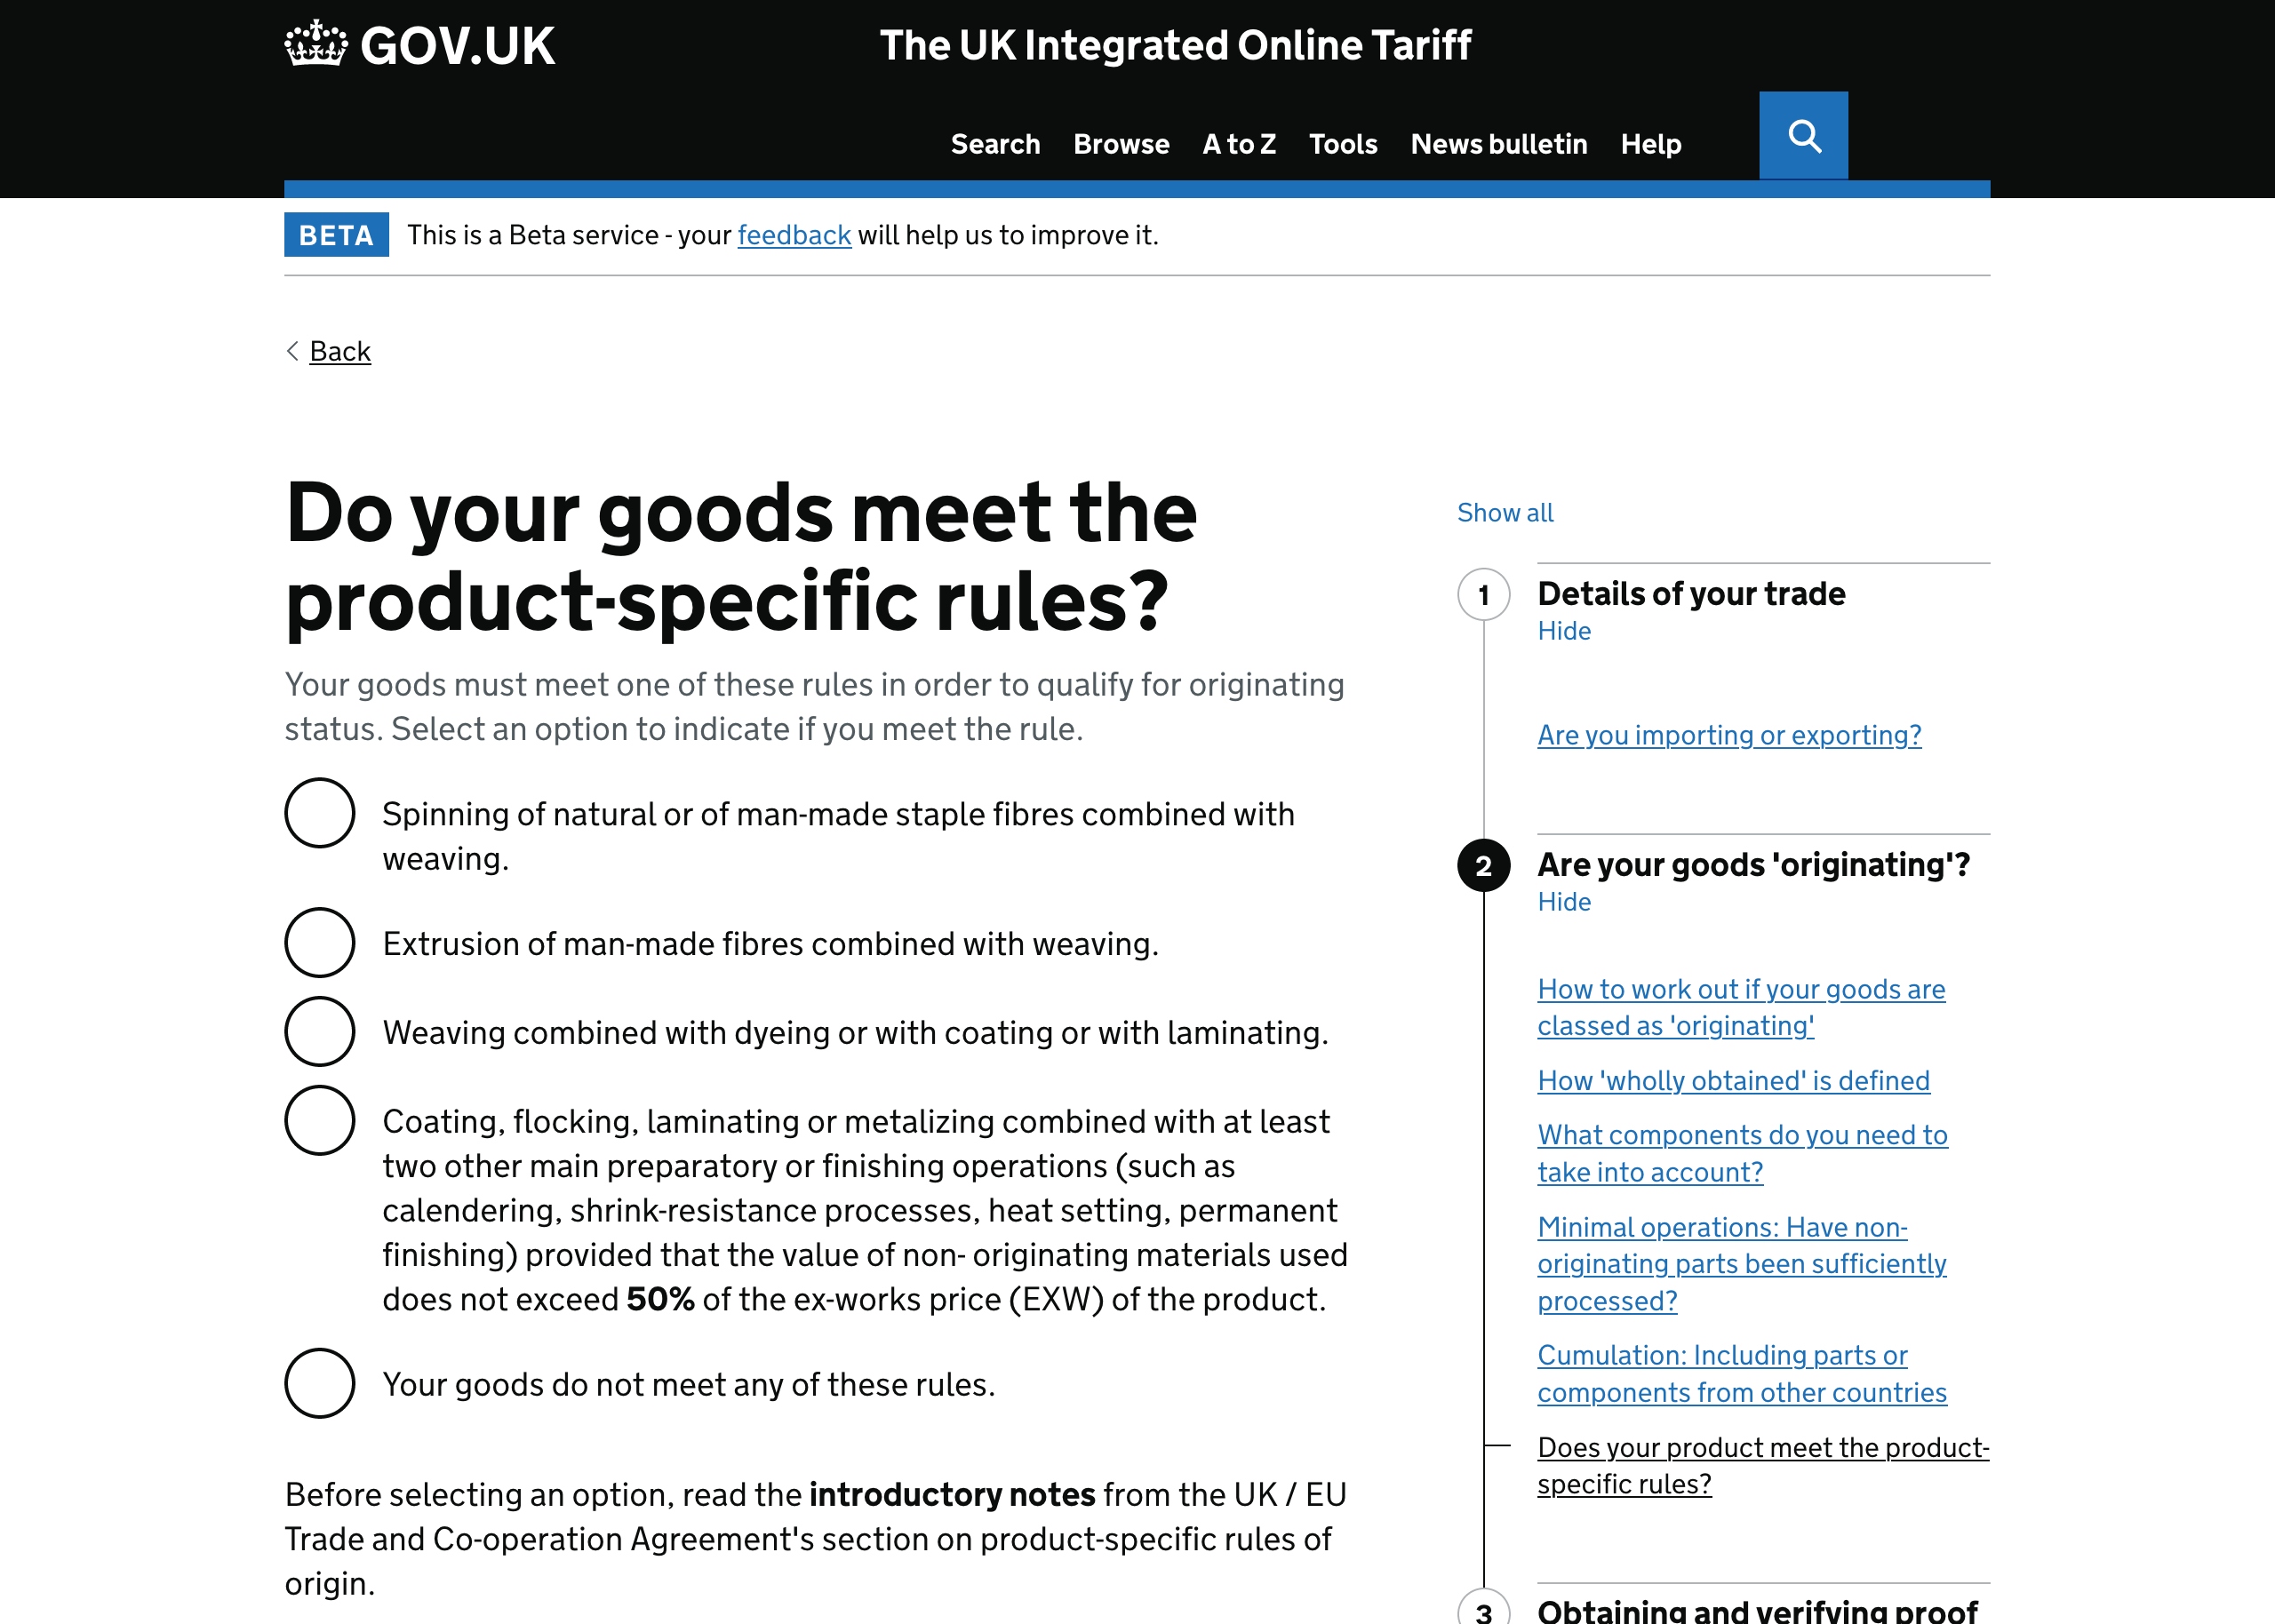 GOV.UK
The UK Integrated Online Tariff
Search Browse A to Z Tools News bulletin Help
BETA This is a Beta service - your feedback will help us to improve it.
Back
Do your goods meet the
product-specific rules?
Your goods must meet one of these rules in order to qualify for originating
status. Select an option to indicate if you meet the rule.
Spinning of natural or of man-made staple fibres combined with
weaving.
Extrusion of man-made fibres combined with weaving.
Weaving combined with dyeing or with coating or with laminating.
Coating, flocking, laminating or metalizing combined with at least
two other main preparatory or finishing operations (such as
calendering, shrink-resistance processes, heat setting, permanent
finishing) provided that the value of non- originating materials used
does not exceed 50% of the ex-works price (EXW) of the product.
Your goods do not meet any of these rules.
Before selecting an option, read the introductory notes from the UK / EU
Trade and Co-operation Agreement's section on product-specific rules of
origin.
Show all
1 Details of your trade
Hide
Are you importing or exporting?
2 Are your goods 'originating'?
Hide
How to work out if your goods are
classed as 'originating'
How 'wholly obtained' is defined
What components do you need to
take into account?
Minimal operations: Have non-
originating parts been sufficiently
processed?
Cumulation: Including parts or
components from other countries
Does your product meet the product-
specific rules?
3 Obtaining and verifying proof